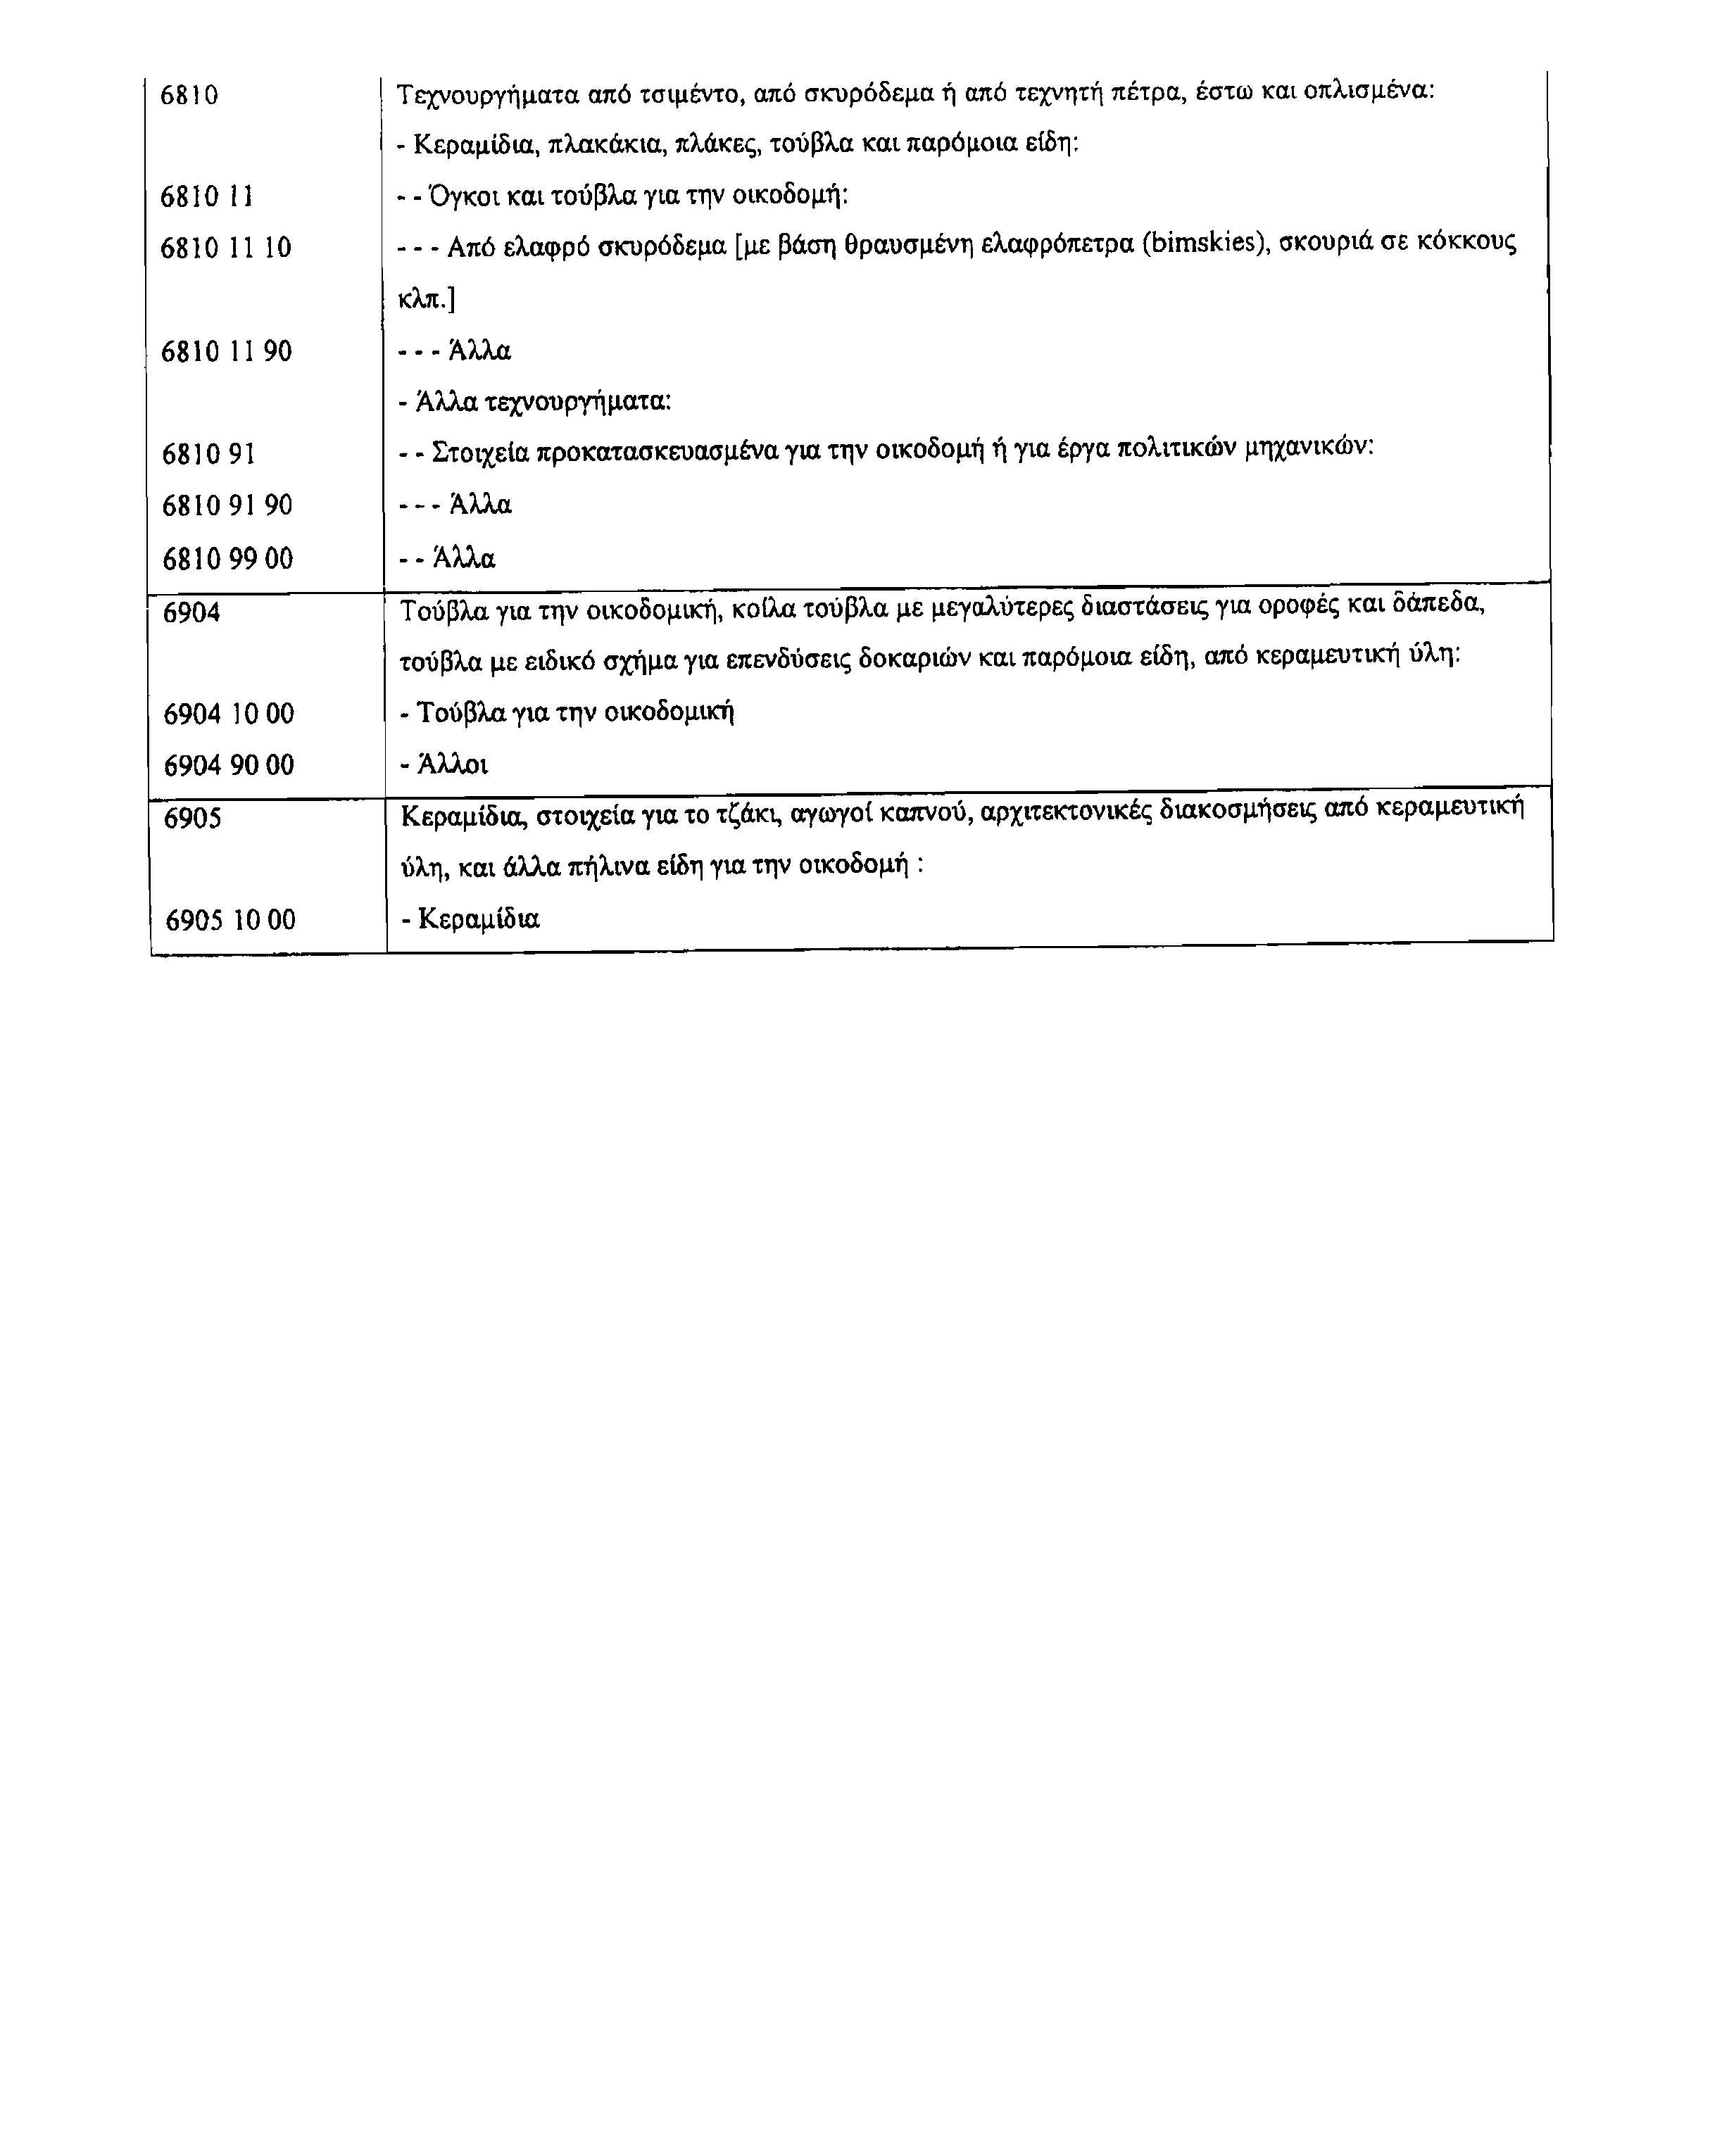 6810 Τεχνουργήματα από τσιμέντο, από σκυρόδεμα ή από τεχνητή πέτρα, έστω και οπλισμένα:
- Κεραμίδια, πλακάκια, πλάκες, τούβλα και παρόμοια είδη:
6810 11 - - Όγκοι και τούβλα για την οικοδομή:
6810 11 10 - - - Από ελαφρό σκυρόδεμα [με βάση θραυσμένη ελαφρόπετρα (bimskies), σκουριά σε κόκκους
κλπ.]
6810 11 90 - - - Άλλα
- Άλλα τεχνουργήματα:
6810 91 - - Στοιχεία προκατασκευασμένα για την οικοδομή ή για έργα πολιτικών μηχανικών:
6810 91 90 - - - Άλλα
6810 99 00 - - Άλλα
6904 Τούβλα για την οικοδομική, κοίλα τούβλα με μεγαλύτερες διαστάσεις για οροφές και δάπεδα,
τούβλα με ειδικό σχήμα για επενδύσεις δοκαριών και παρόμοια είδη, από κεραμευτική ύλη:
6904 10 00 - Τούβλα για την οικοδομική
6904 90 00 - Άλλοι
6905 Κεραμίδια, στοιχεία για το τζάκι, αγωγοί καπνού, αρχιτεκτονικές διακοσμήσεις από κεραμευτική
ύλη, και άλλα πήλινα είδη για την οικοδομή :
6905 10 00 - Κεραμίδια